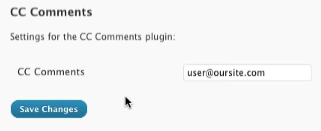 CC Comments
Settings for the CC Comments plugin:
CC Comments user@oursite.com
Save Changes